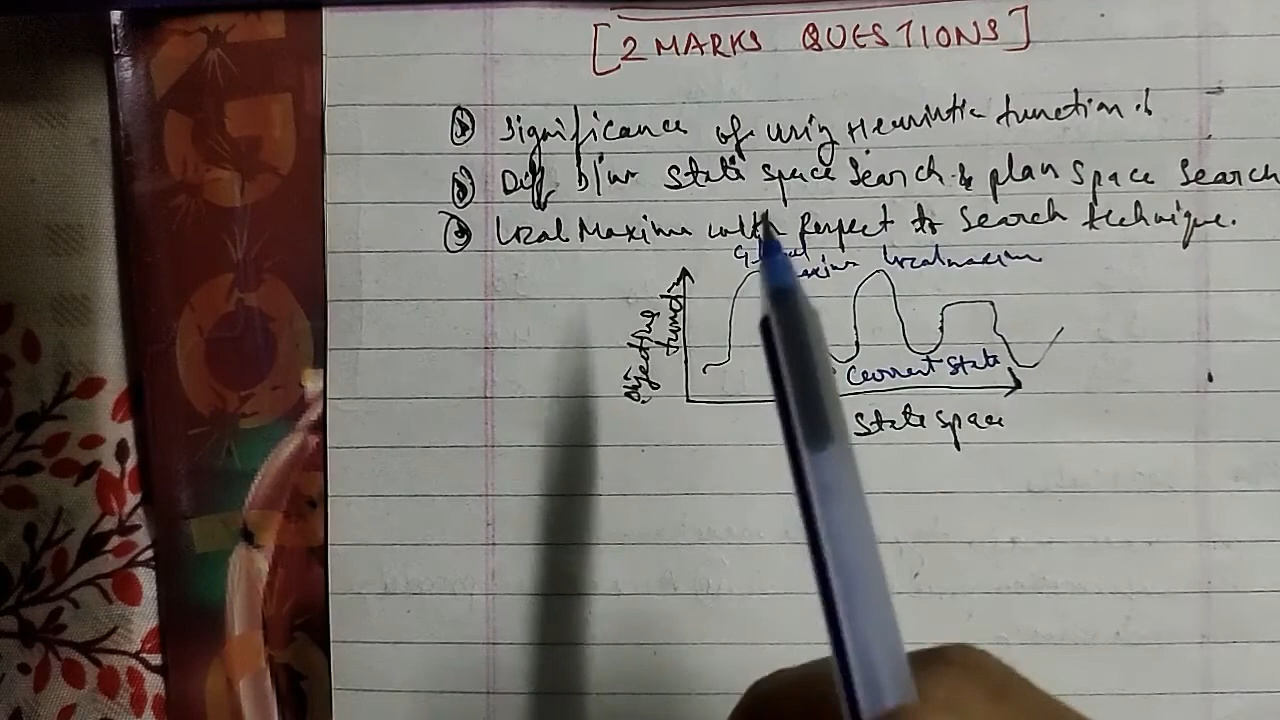 [2 MARKS QUESTIONS]
Significance of using Heuristic function.
Diff b/w State space Search & plan space Search
Local Maxima with Respect to Search technique.
Local maxima
Objective funct
Current State
State space